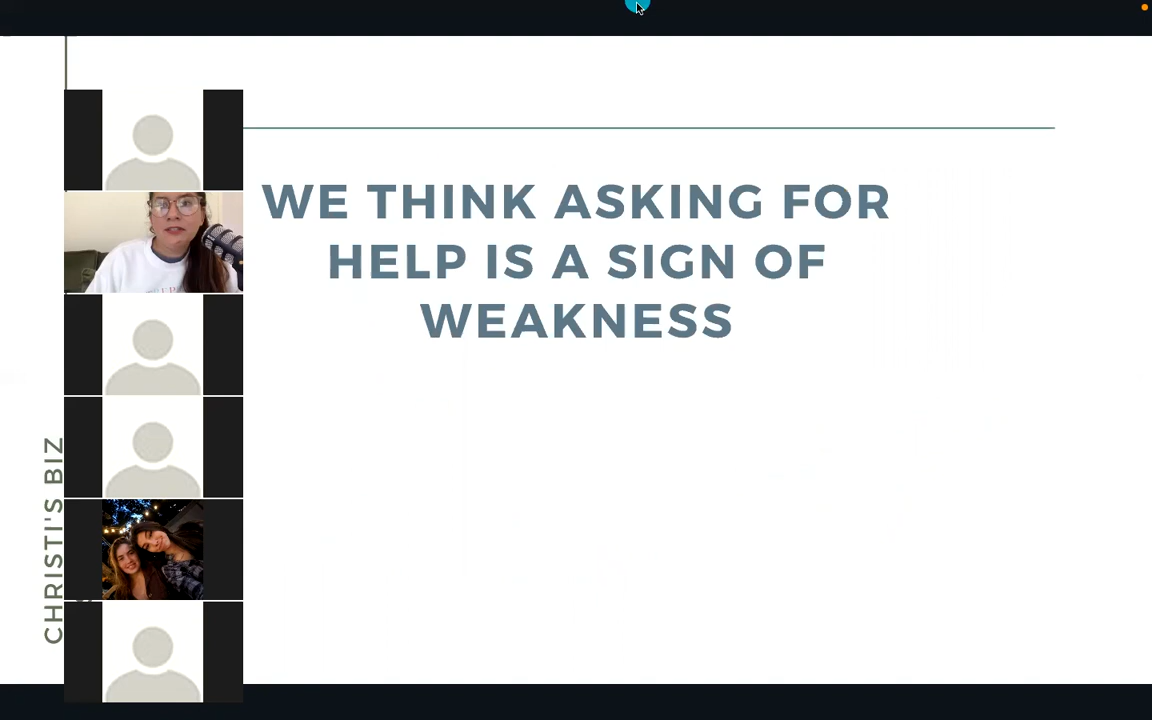 WE THINK ASKING FOR
HELP IS A SIGN OF
WEAKNESS
CHRISTI'S BIZ